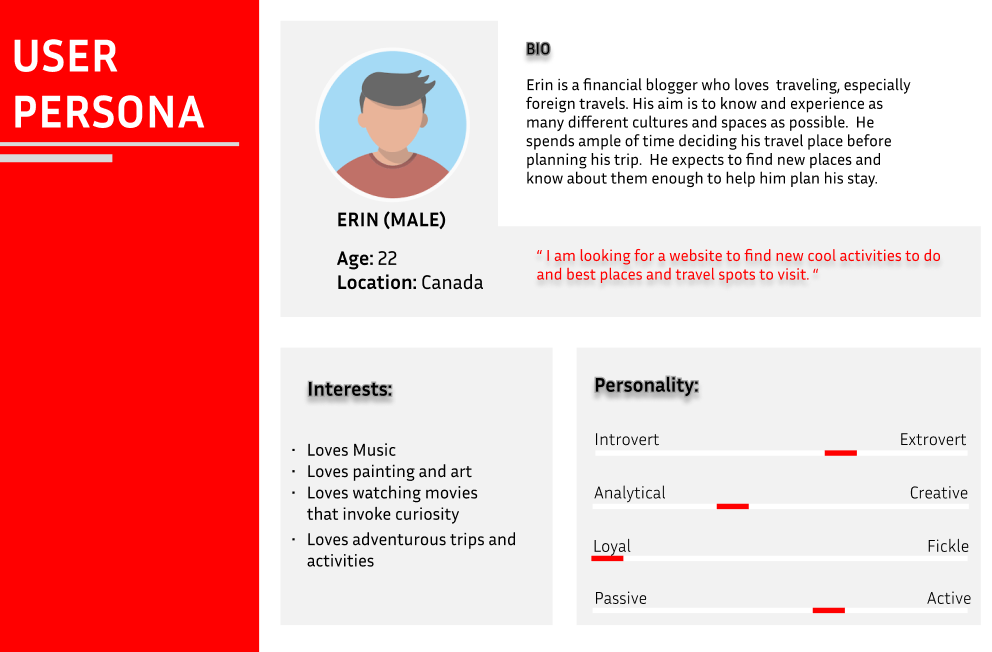 USER
PERSONA
ERIN (MALE)
Age: 22
Location: Canada
BIO
Erin is a financial blogger who loves  traveling, especially
foreign travels. His aim is to know and experience as
many different cultures and spaces as possible.  He
spends ample of time deciding his travel place before
planning his trip.  He expects to find new places and
know about them enough to help him plan his stay.
“ I am looking for a website to find new cool activities to do
and best places and travel spots to visit. “
Interests:
· Loves Music
· Loves painting and art
· Loves watching movies
that invoke curiosity
· Loves adventurous trips and
activities
Personality:
Introvert Extrovert
Analytical Creative
Loyal Fickle
Passive Active